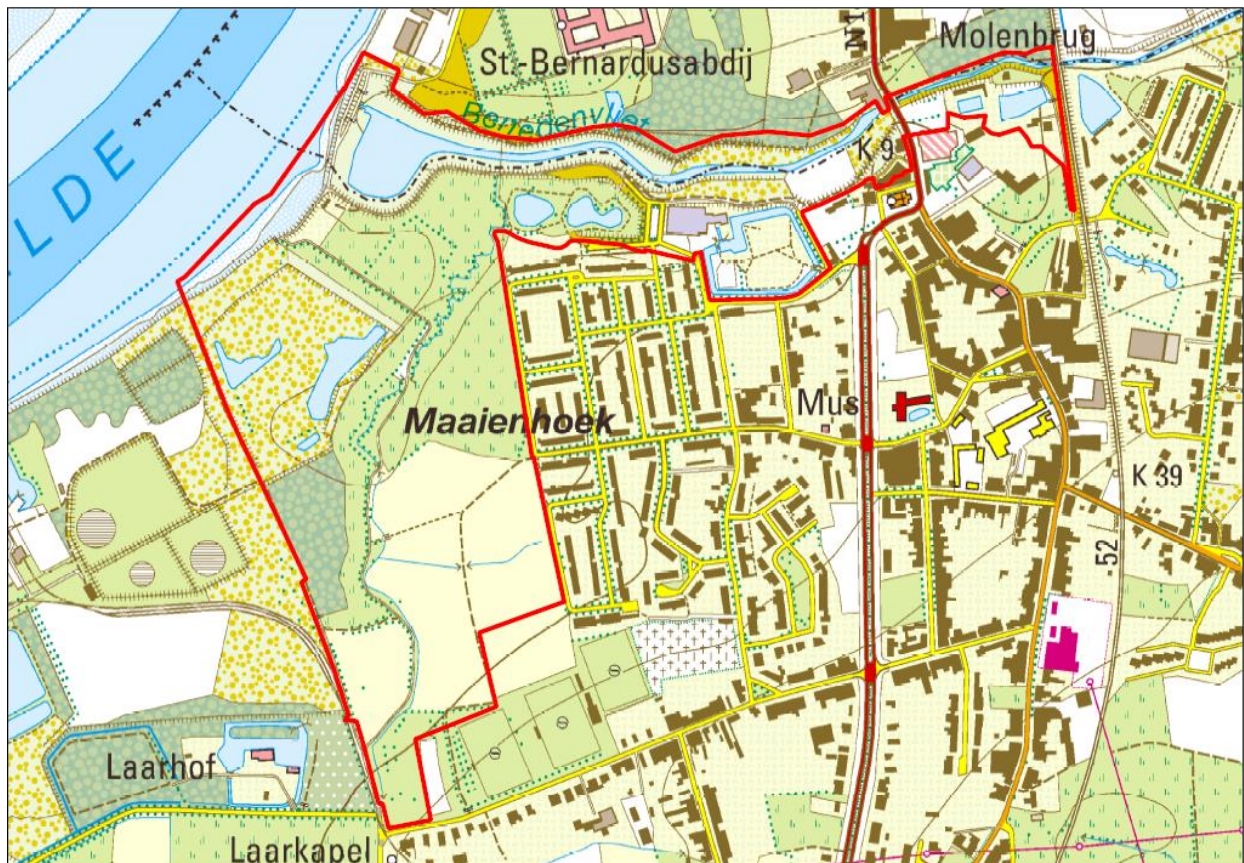 N1
Molenbrug
St.-Bernardusabdij
Benedenvliet
K 9
LDE
Maaienhoek
Mus
K 39
52
Laarhof
Laarkapel